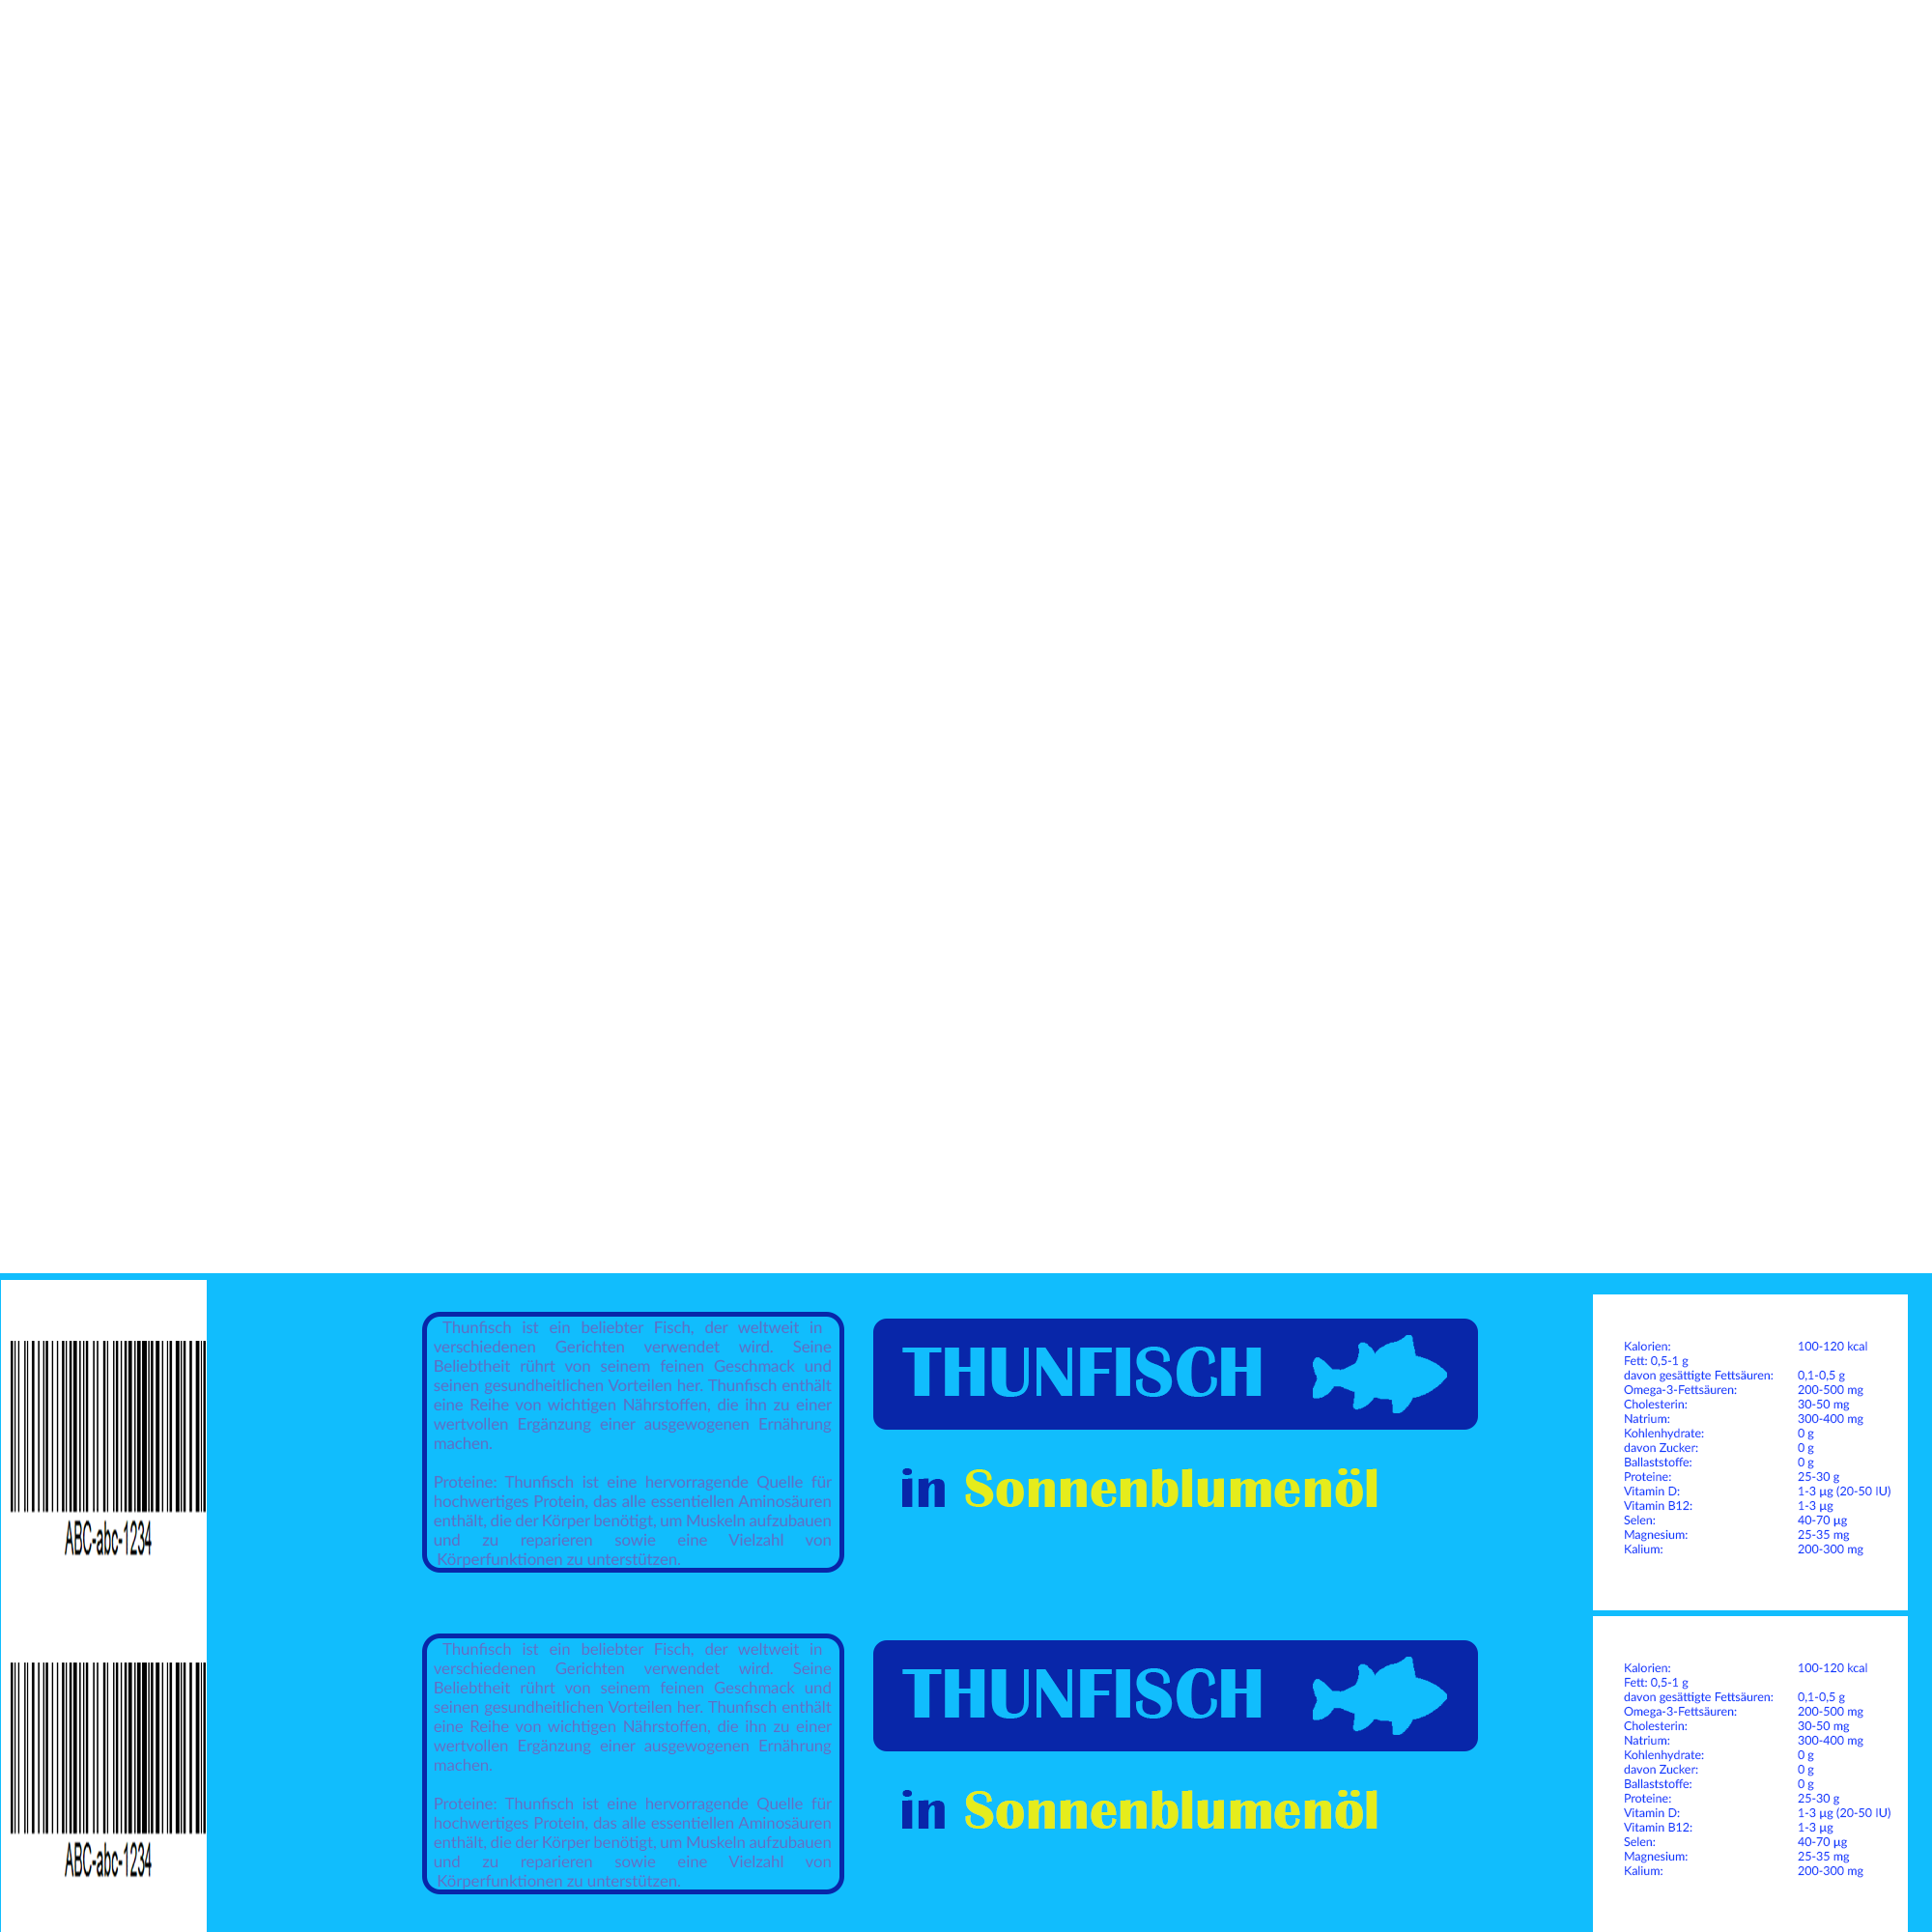 ABC-abc-1234
Thunfisch ist ein beliebter Fisch, der weltweit in
verschiedenen Gerichten verwendet wird. Seine
Beliebtheit rührt von seinem feinen Geschmack und
seinen gesundheitlichen Vorteilen her. Thunfisch enthält
eine Reihe von wichtigen Nährstoffen, die ihn zu einer
wertvollen Ergänzung einer ausgewogenen Ernährung
machen.
Proteine: Thunfisch ist eine hervorragende Quelle für
hochwertiges Protein, das alle essentiellen Aminosäuren
enthält, die der Körper benötigt, um Muskeln aufzubauen
und zu reparieren sowie eine Vielzahl von
Körperfunktionen zu unterstützen.
THUNFISCH
in Sonnenblumenöl
Kalorien: 100-120 kcal
Fett: 0,5-1 g
davon gesättigte Fettsäuren: 0,1-0,5 g
Omega-3-Fettsäuren: 200-500 mg
Cholesterin: 30-50 mg
Natrium: 300-400 mg
Kohlenhydrate: 0 g
davon Zucker: 0 g
Ballaststoffe: 0 g
Proteine: 25-30 g
Vitamin D: 1-3 µg (20-50 IU)
Vitamin B12: 1-3 µg
Selen: 40-70 µg
Magnesium: 25-35 mg
Kalium: 200-300 mg
ABC-abc-1234
Thunfisch ist ein beliebter Fisch, der weltweit in
verschiedenen Gerichten verwendet wird. Seine
Beliebtheit rührt von seinem feinen Geschmack und
seinen gesundheitlichen Vorteilen her. Thunfisch enthält
eine Reihe von wichtigen Nährstoffen, die ihn zu einer
wertvollen Ergänzung einer ausgewogenen Ernährung
machen.
Proteine: Thunfisch ist eine hervorragende Quelle für
hochwertiges Protein, das alle essentiellen Aminosäuren
enthält, die der Körper benötigt, um Muskeln aufzubauen
und zu reparieren sowie eine Vielzahl von
Körperfunktionen zu unterstützen.
THUNFISCH
in Sonnenblumenöl
Kalorien: 100-120 kcal
Fett: 0,5-1 g
davon gesättigte Fettsäuren: 0,1-0,5 g
Omega-3-Fettsäuren: 200-500 mg
Cholesterin: 30-50 mg
Natrium: 300-400 mg
Kohlenhydrate: 0 g
davon Zucker: 0 g
Ballaststoffe: 0 g
Proteine: 25-30 g
Vitamin D: 1-3 µg (20-50 IU)
Vitamin B12: 1-3 µg
Selen: 40-70 µg
Magnesium: 25-35 mg
Kalium: 200-300 mg